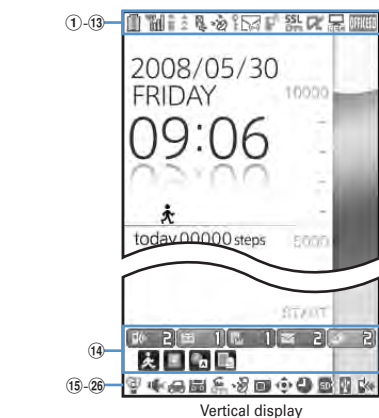 ①-⑬
SSL
2008/05/30
FRIDAY
10000
09:06
today 00000 steps
5000
START
⑭
2 1 1 2 2
⑮-㉖
Vertical display